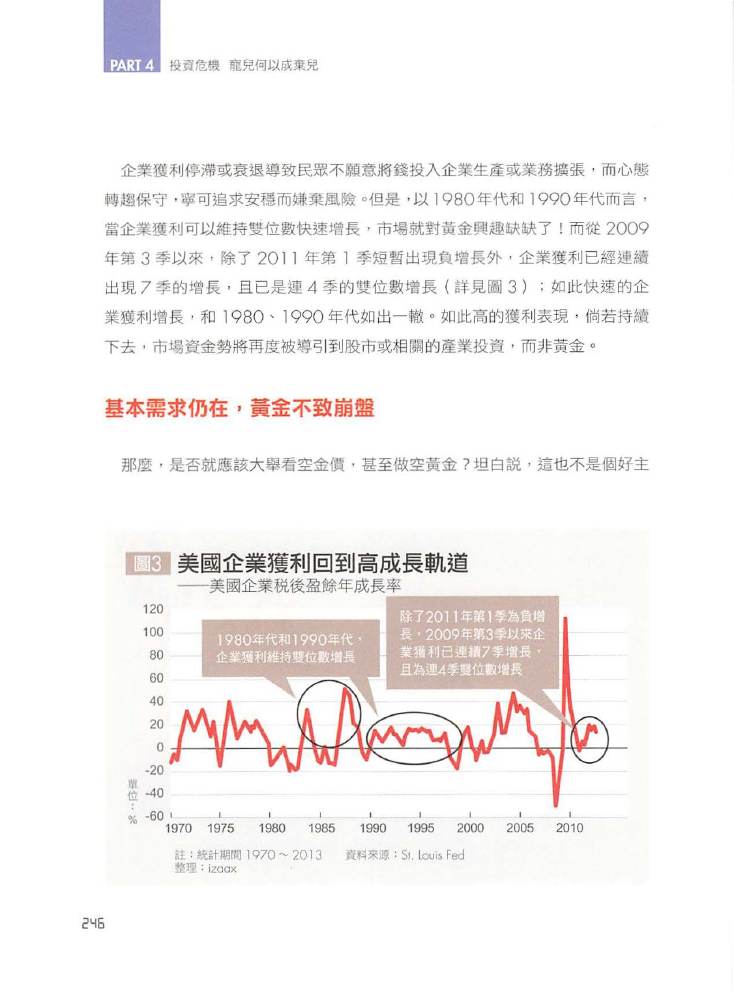 PART 4 投資危機 寵兒何以成棄兒
企業獲利停滯或衰退導致民眾不願意將錢投入企業生產或業務擴張，而心態
轉趨保守，寧可追求安穩而嫌棄風險。但是，以1980年代和1990年代而言，
當企業獲利可以維持雙位數快速增長，市場就對黃金興趣缺缺了！而從 2009
年第 3 季以來，除了 2011 年第 1 季短暫出現負增長外，企業獲利已經連續
出現 7 季的增長，且已是連 4 季的雙位數增長（詳見圖 3）；如此快速的企
業獲利增長，和 1980、1990 年代如出一轍。如此高的獲利表現，倘若持續
下去，市場資金勢將再度被導引到股市或相關的產業投資，而非黃金。
基本需求仍在，黃金不致崩盤
那麼，是否就應該大舉看空金價，甚至做空黃金？坦白說，這也不是個好主
圖3 美國企業獲利回到高成長軌道
——美國企業稅後盈餘年成長率
120
100
80
60
40
20
0
-20
-40
-60
單位：%
1980年代和1990年代，
企業獲利維持雙位數增長
除了2011年第1季為負增
長，2009年第3季以來企
業獲利已連續7季增長，
且為連4季雙位數增長
1970 1975 1980 1985 1990 1995 2000 2005 2010
註：統計期間 1970～2013 資料來源：St. Louis Fed
整理：izaax
246